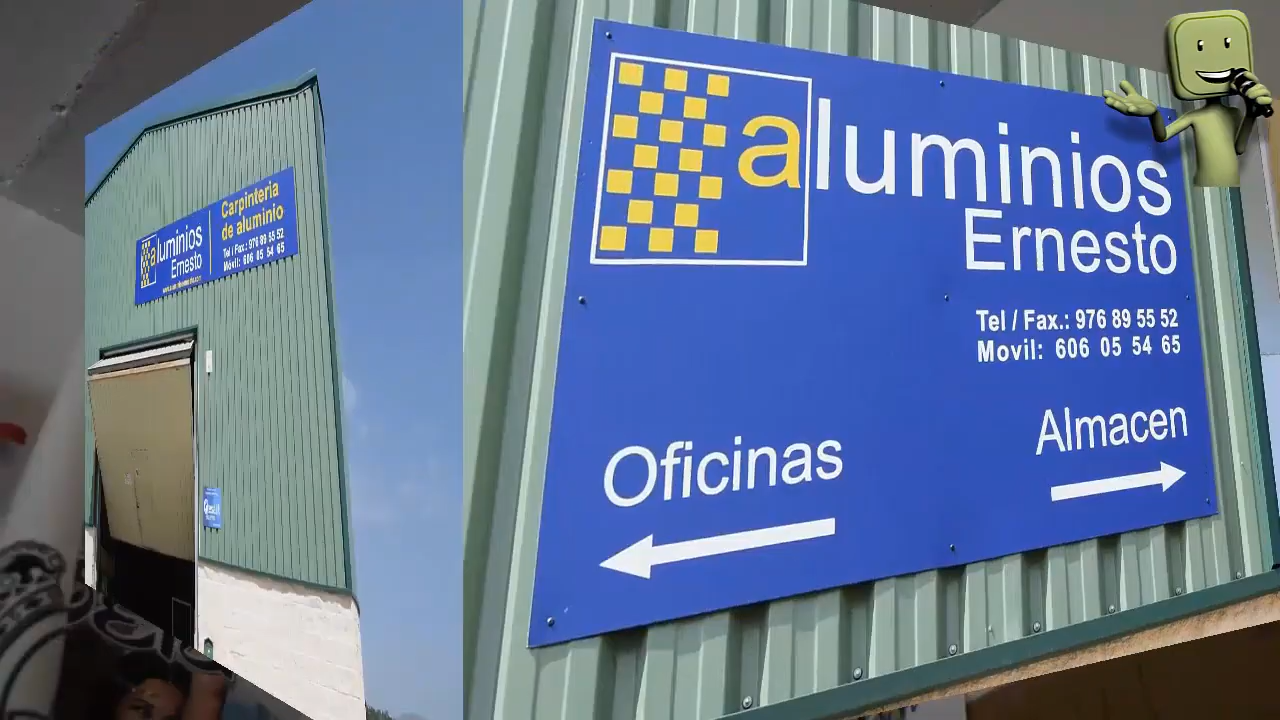 aluminios
Ernesto
Carpinteria
de aluminio
Tel / Fax.: 976 89 55 52
Móvil: 606 05 54 65
aluminios
Ernesto
Tel / Fax.: 976 89 55 52
Movil: 606 05 54 65
Oficinas
Almacen